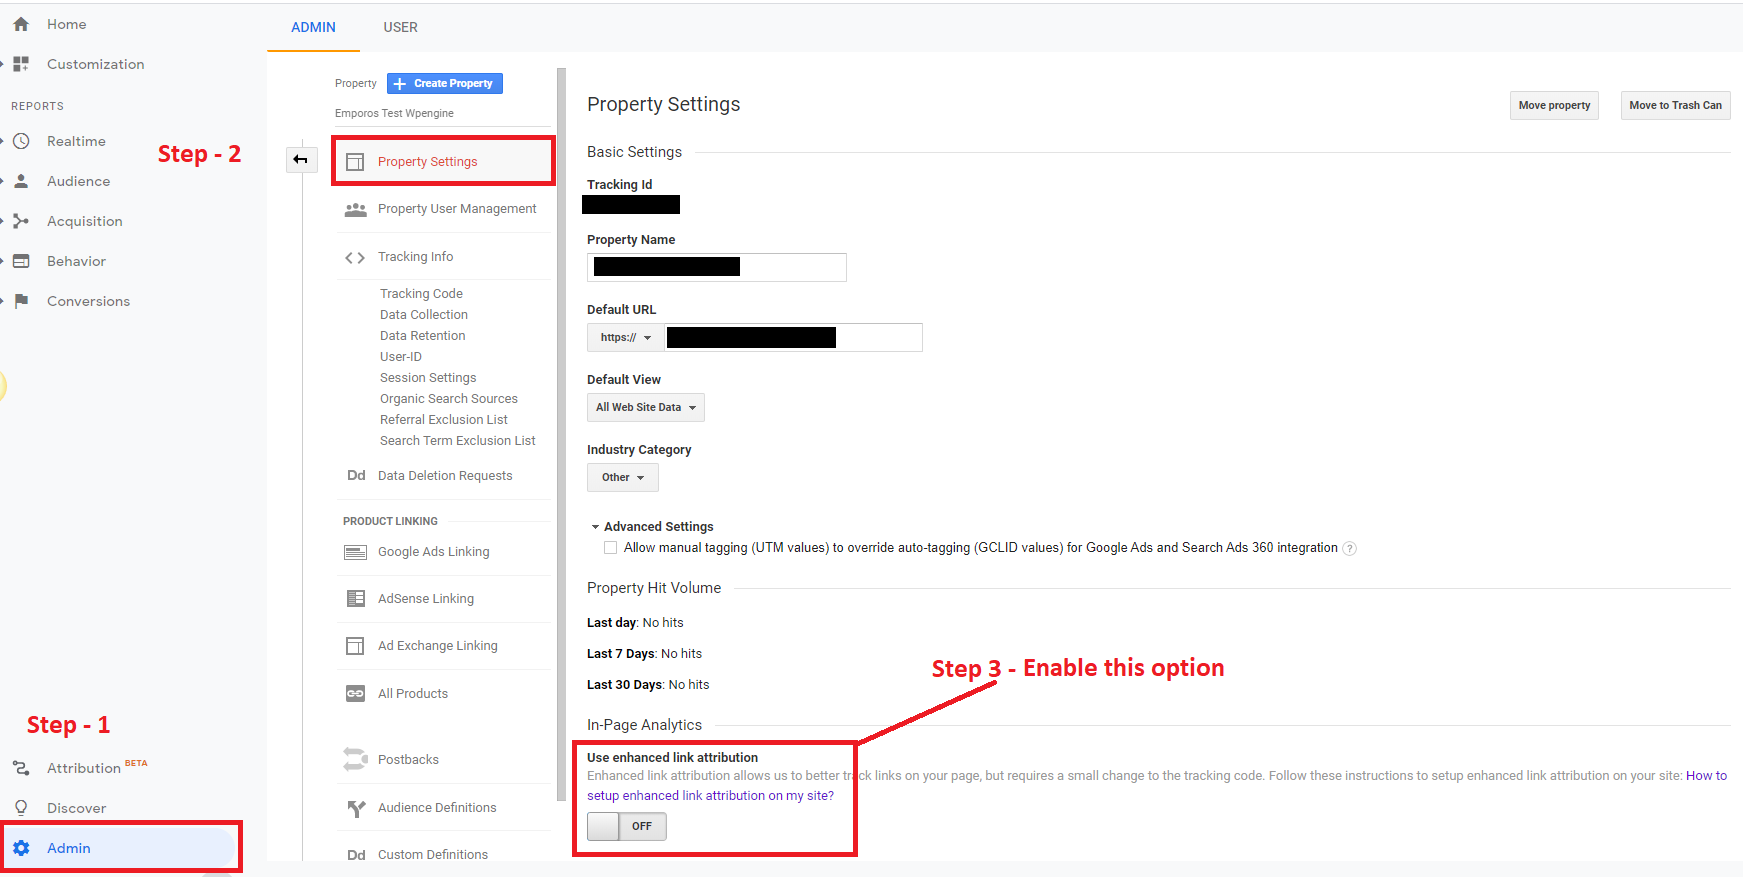 Home
Customization
REPORTS
Realtime
Audience
Acquisition
Behavior
Conversions
Step - 2
Step - 1
Attribution BETA
Discover
Admin
ADMIN
USER
Property
Create Property
Emporos Test Wpengine
Property Settings
Property User Management
Tracking Info
Tracking Code
Data Collection
Data Retention
User-ID
Session Settings
Organic Search Sources
Referral Exclusion List
Search Term Exclusion List
Dd Data Deletion Requests
PRODUCT LINKING
Google Ads Linking
AdSense Linking
Ad Exchange Linking
All Products
Postbacks
Audience Definitions
Dd Custom Definitions
Property Settings
Move property
Move to Trash Can
Basic Settings
Tracking Id
Property Name
Default URL
https://
Default View
All Web Site Data
Industry Category
Other
Advanced Settings
Allow manual tagging (UTM values) to override auto-tagging (GCLID values) for Google Ads and Search Ads 360 integration ?
Property Hit Volume
Last day: No hits
Last 7 Days: No hits
Last 30 Days: No hits
Step 3 - Enable this option
In-Page Analytics
Use enhanced link attribution
Enhanced link attribution allows us to better track links on your page, but requires a small change to the tracking code. Follow these instructions to setup enhanced link attribution on your site: How to
setup enhanced link attribution on my site?
OFF